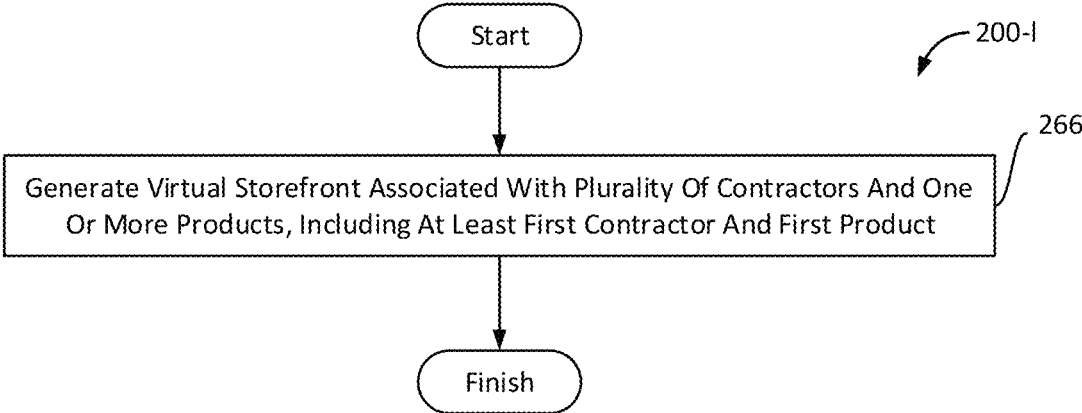 Start
200-I
266
Generate Virtual Storefront Associated With Plurality Of Contractors And One
Or More Products, Including At Least First Contractor And First Product
Finish